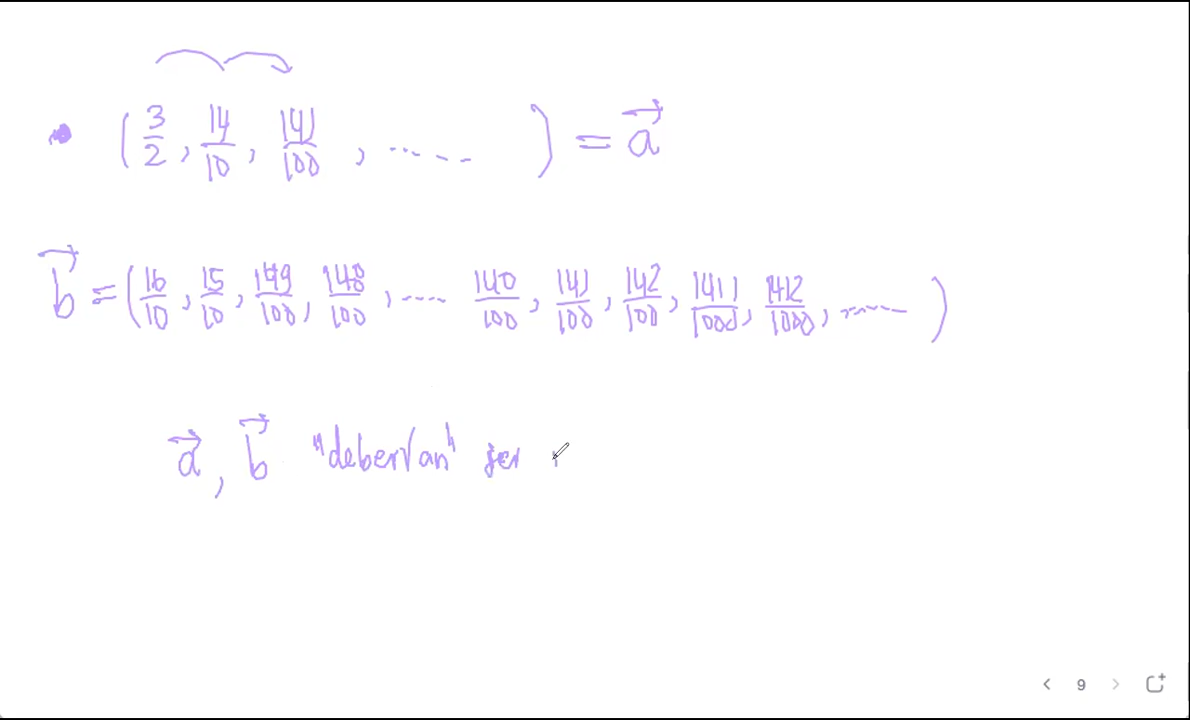 • (3/2, 14/10, 141/100, .....) = a⃗
b⃗ = (16/10, 15/10, 149/100, 148/100, .... 140/100, 141/100, 142/100, 1411/1000, 1412/1000, ......)
a⃗, b⃗ "deberían" ser
9